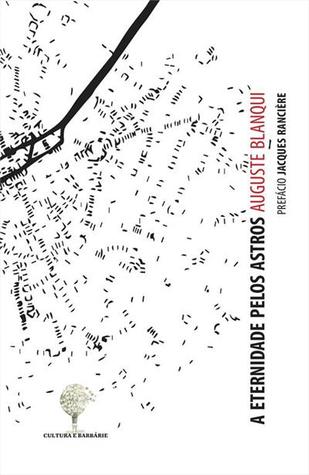 A ETERNIDADE PELOS ASTROS AUGUSTE BLANQUI
PREFÁCIO JACQUES RANCIÈRE
CULTURA E BARBÁRIE